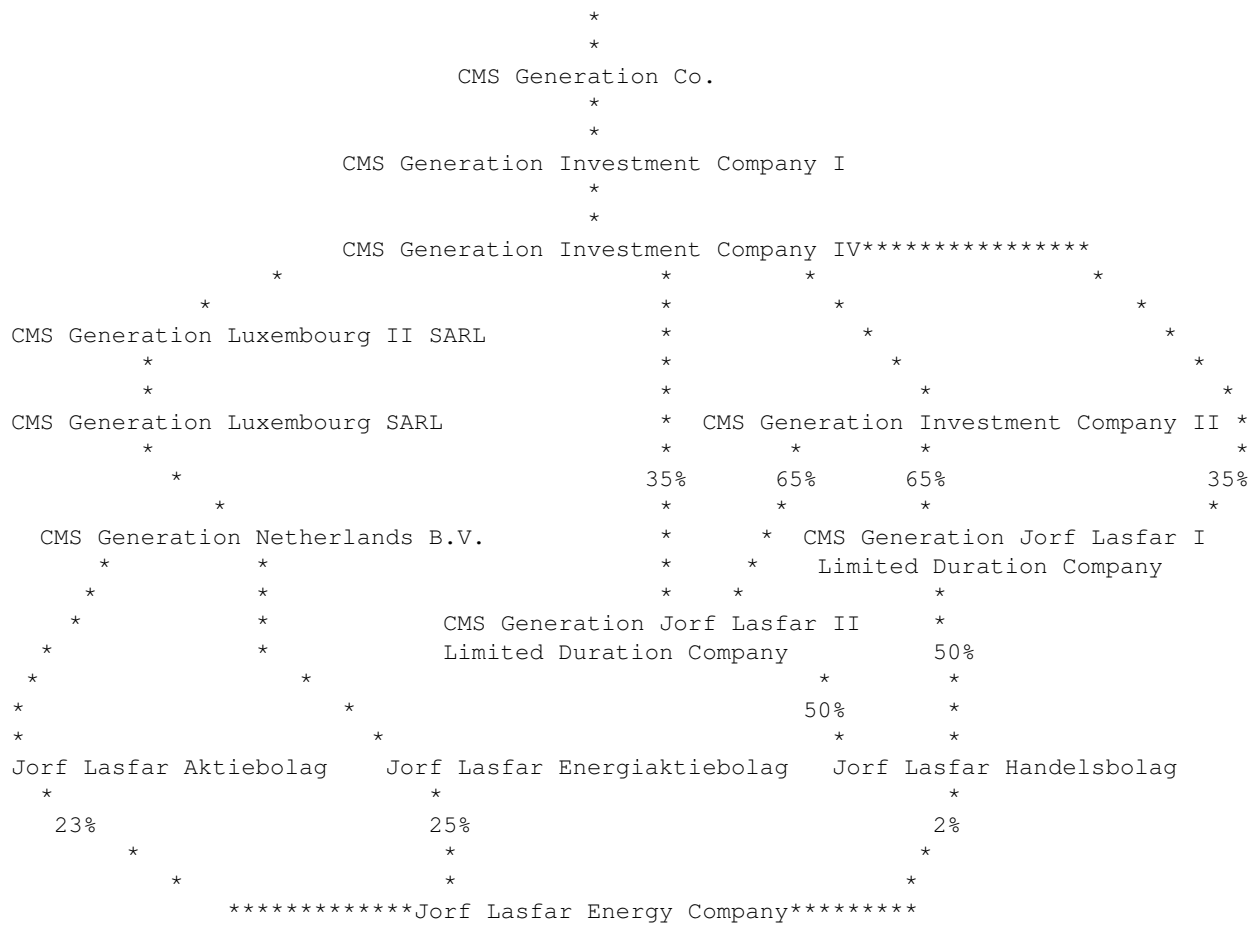 *
*
CMS Generation Co.
*
*
CMS Generation Investment Company I
*
*
CMS Generation Investment Company IV****************
* * * *
* * * *
CMS Generation Luxembourg II SARL * * *
* * * *
* * * *
CMS Generation Luxembourg SARL * CMS Generation Investment Company II *
* * * * *
* 35% 65% 65% 35%
* * * * *
CMS Generation Netherlands B.V. * * CMS Generation Jorf Lasfar I
* * * * Limited Duration Company
* * * * *
* * CMS Generation Jorf Lasfar II *
* * Limited Duration Company 50%
* * * *
* * 50% *
* * * *
Jorf Lasfar Aktiebolag Jorf Lasfar Energiaktiebolag Jorf Lasfar Handelsbolag
* * *
23% 25% 2%
* * *
* * *
*************Jorf Lasfar Energy Company*********